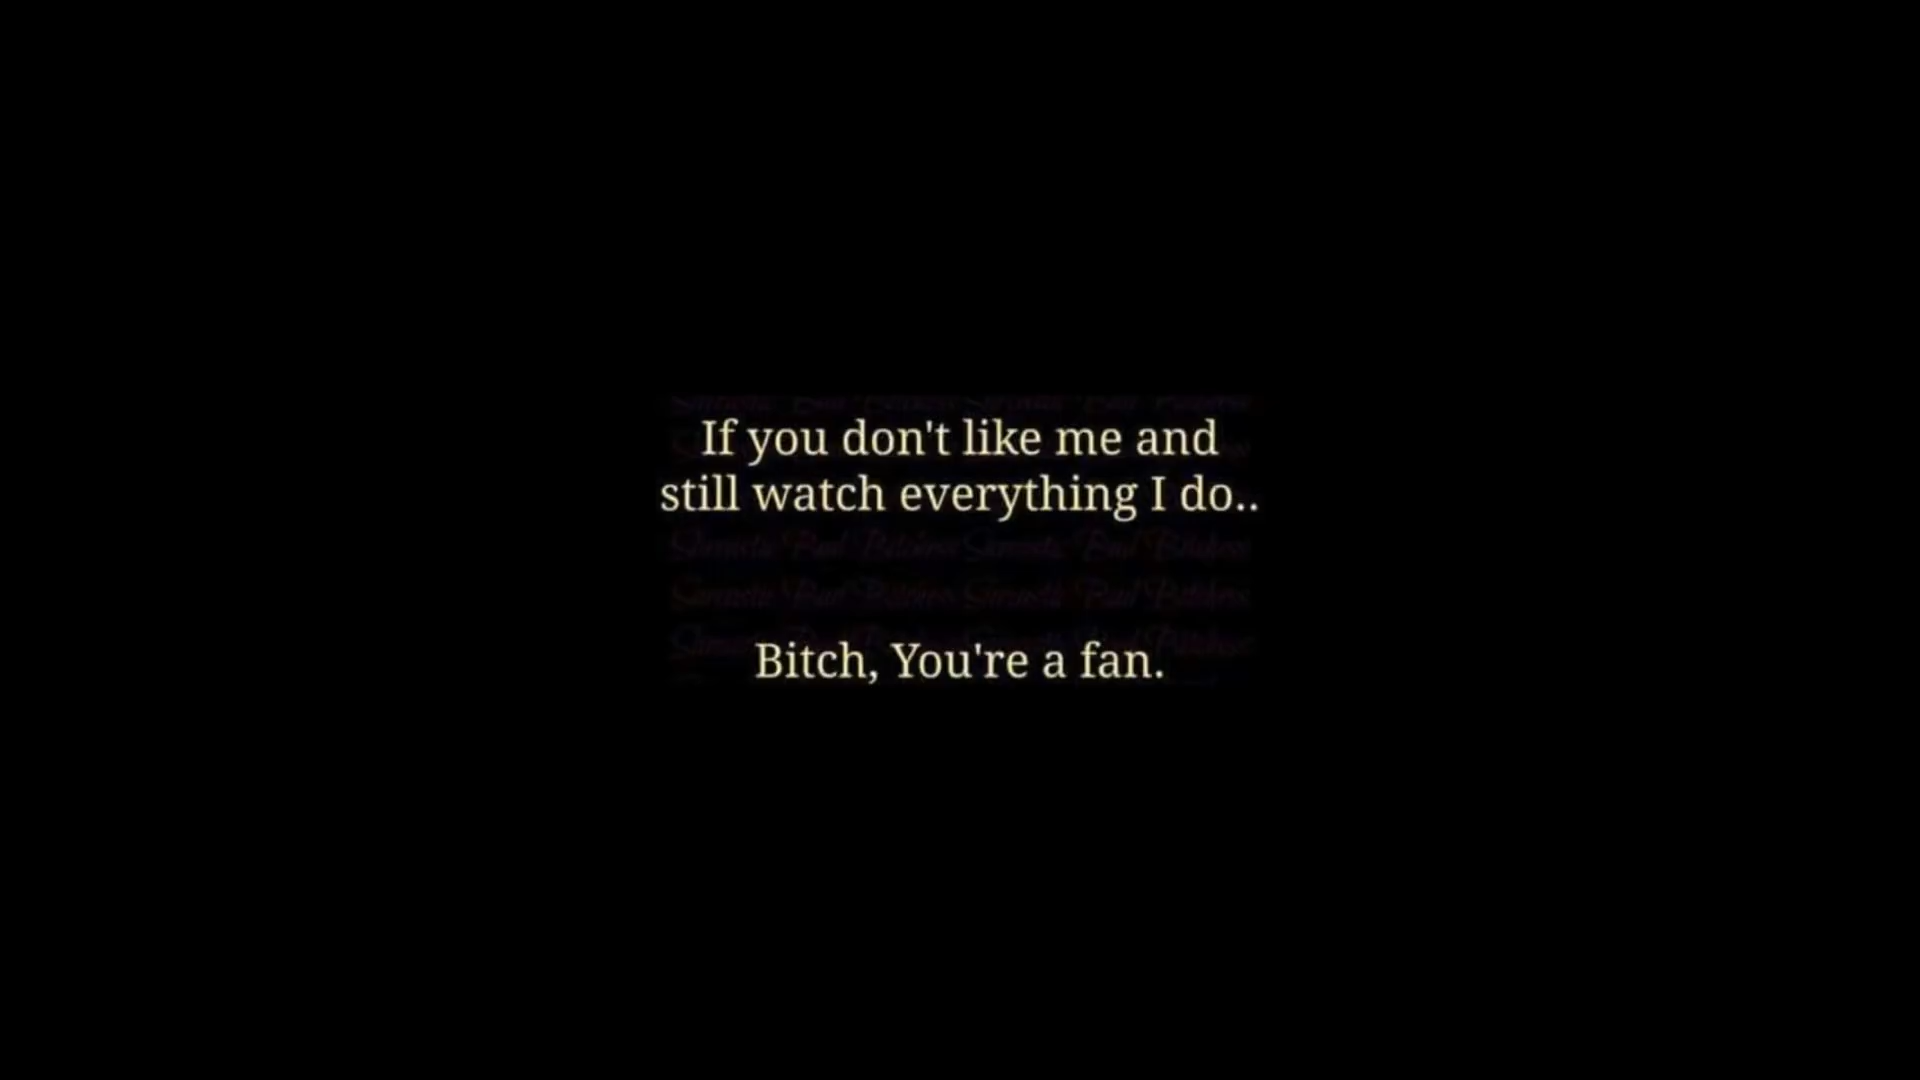 If you don't like me and
still watch everything I do..
Bitch, You're a fan.